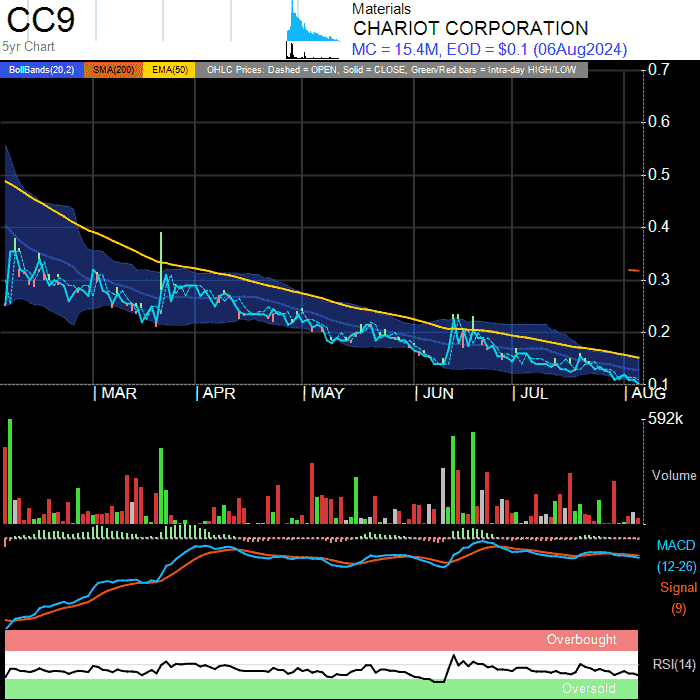 CC9
5yr Chart
Materials
CHARIOT CORPORATION
MC = 15.4M, EOD = $0.1 (06Aug2024)
BollBands(20,2) SMA(200) EMA(50) OHLC Prices: Dashed = OPEN, Solid = CLOSE, Green/Red bars = Intra-day HIGH/LOW
0.7
0.6
0.5
0.4
0.3
0.2
0.1
MAR APR MAY JUN JUL AUG
592k
Volume
MACD
(12-26)
Signal
(9)
Overbought
RSI(14)
Oversold